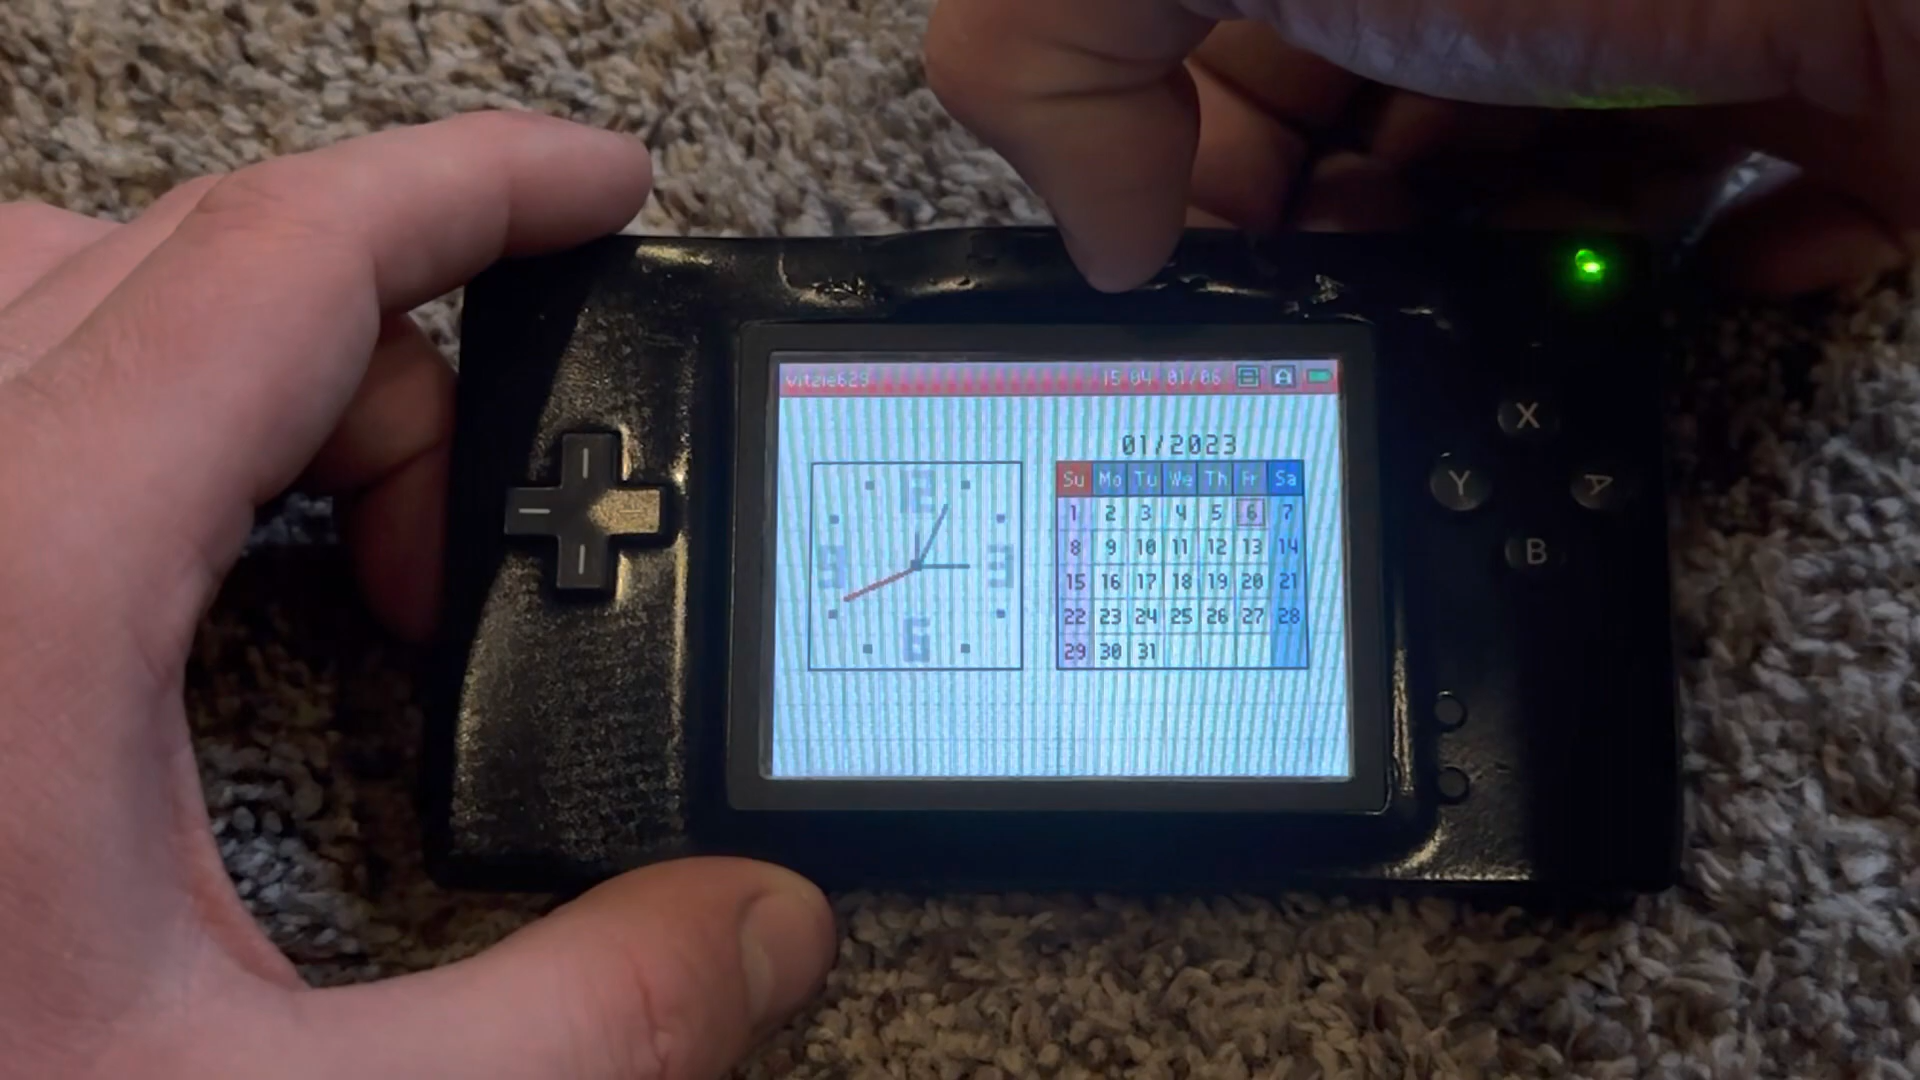 witzie629 15:04 01/06
01/2023
Su Mo Tu We Th Fr Sa
1 2 3 4 5 6 7
8 9 10 11 12 13 14
15 16 17 18 19 20 21
22 23 24 25 26 27 28
29 30 31
12
9 3
6
X
Y A
B